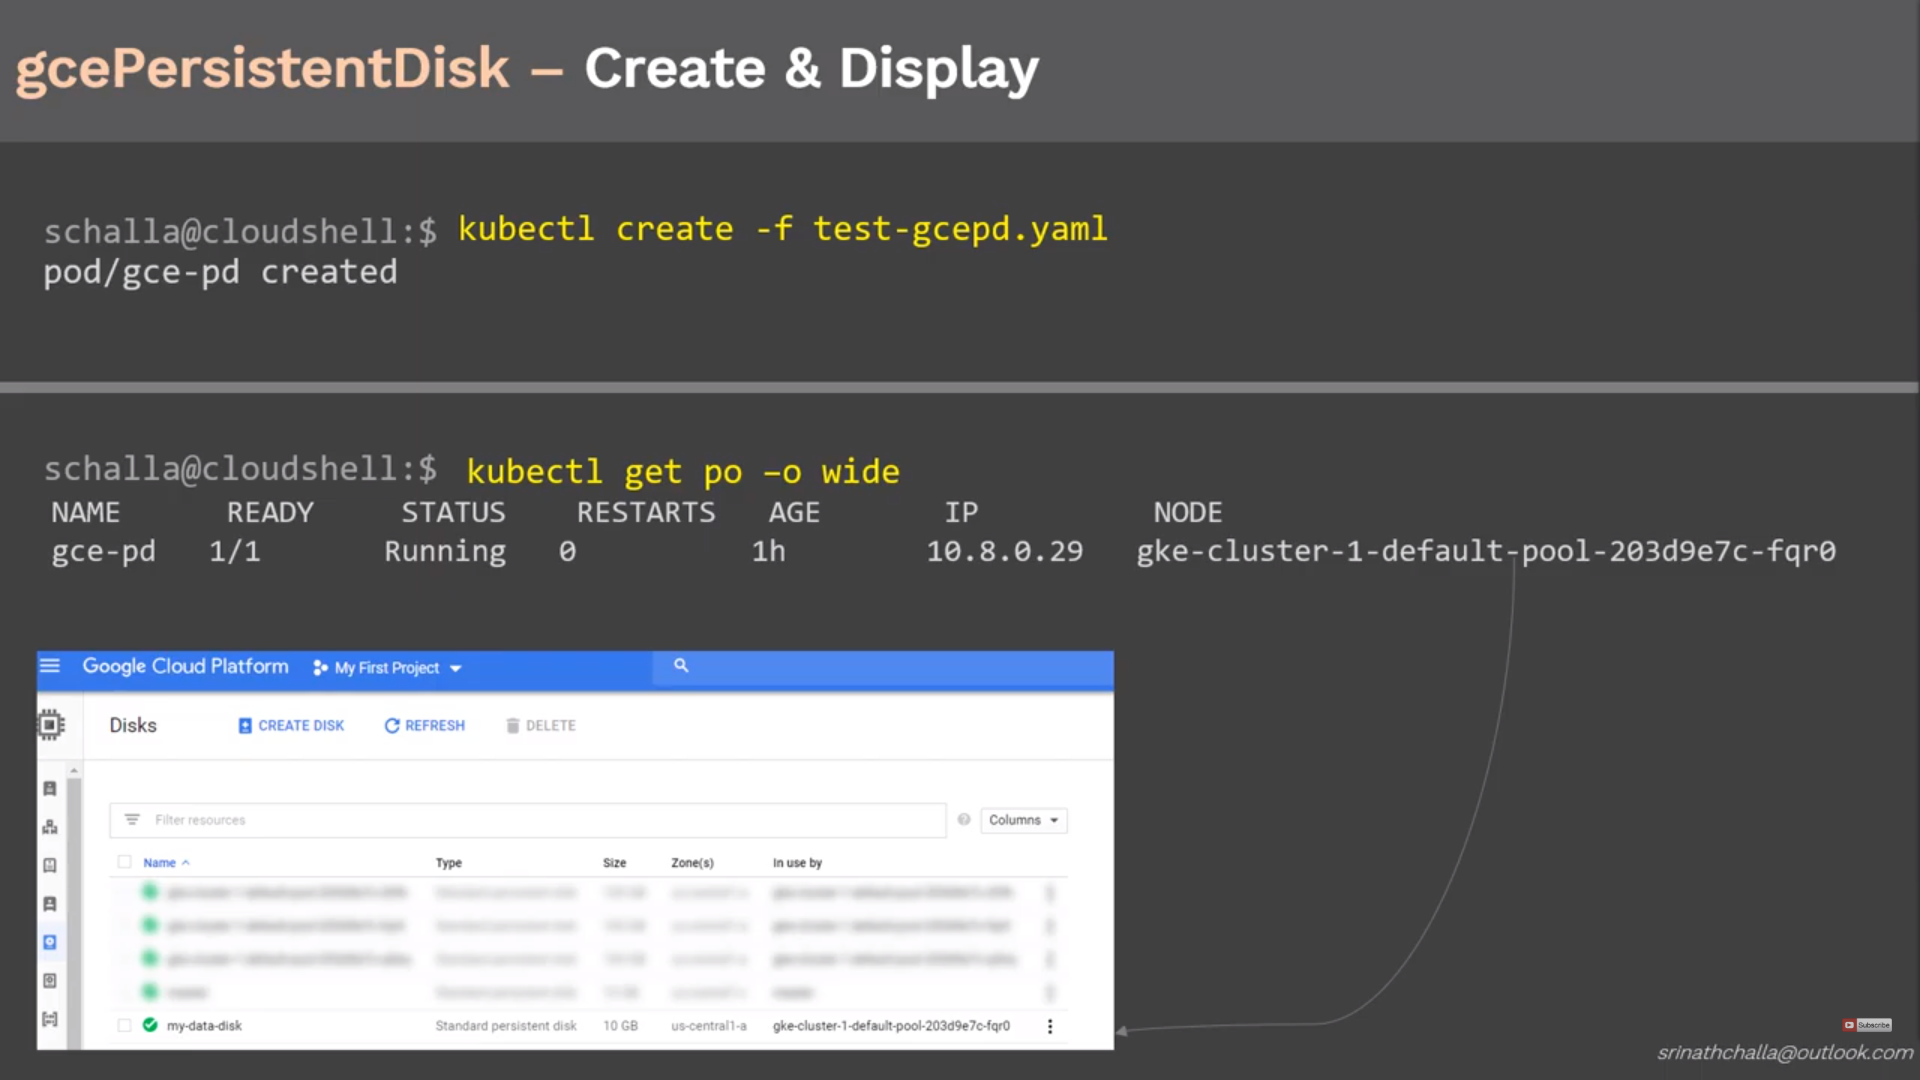 gcePersistentDisk – Create & Display
schalla@cloudshell:$ kubectl create -f test-gcepd.yaml
pod/gce-pd created
schalla@cloudshell:$ kubectl get po –o wide
NAME READY STATUS RESTARTS AGE IP NODE
gce-pd 1/1 Running 0 1h 10.8.0.29 gke-cluster-1-default-pool-203d9e7c-fqr0
Google Cloud Platform My First Project
Disks CREATE DISK REFRESH DELETE
Filter resources Columns
Name Type Size Zone(s) In use by
my-data-disk Standard persistent disk 10 GB us-central1-a gke-cluster-1-default-pool-203d9e7c-fqr0
Subscribe
srinathchalla@outlook.com